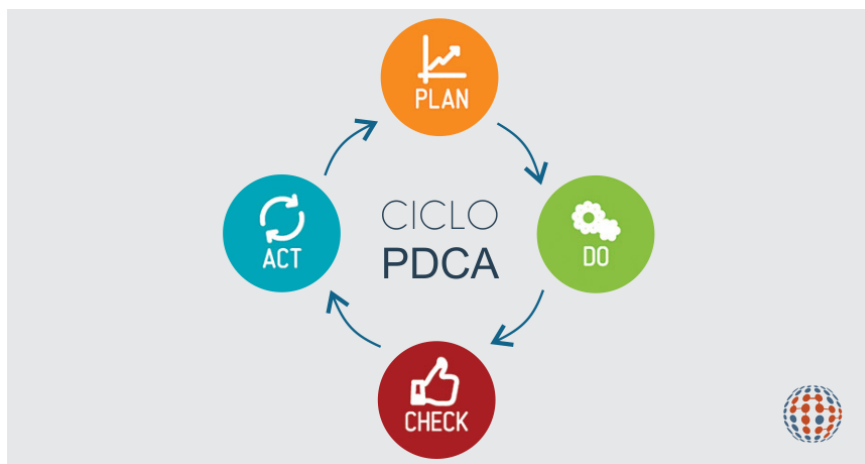 PLAN
CICLO
PDCA
ACT
DO
CHECK